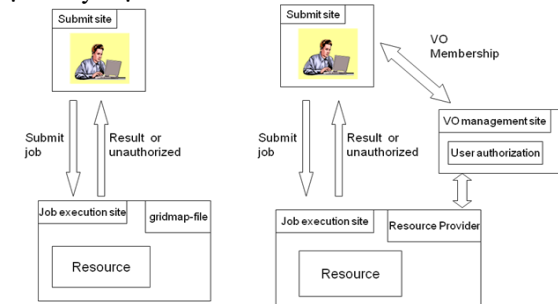 Submit site
Submit
job
Result or
unauthorized
Job execution site
gridmap-file
Resource
Submit site
VO
Membership
Submit
job
Result or
unauthorized
VO management site
User authorization
Job execution site
Resource Provider
Resource